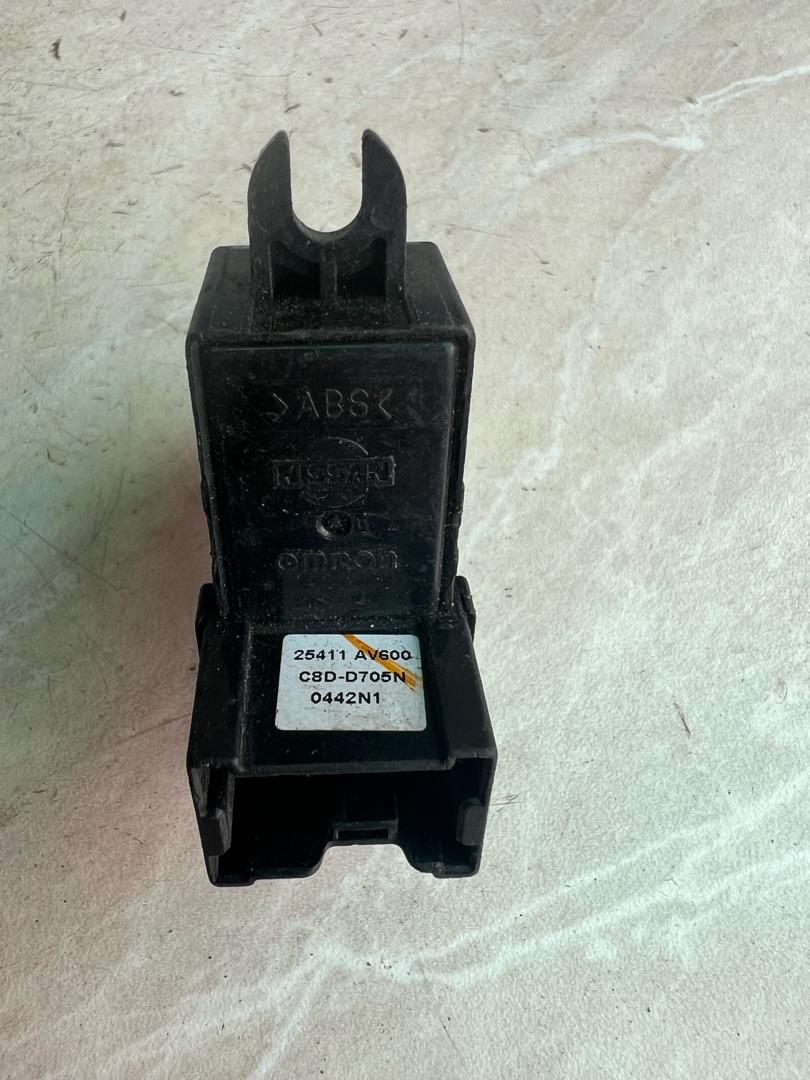 >ABS<
NISSAN
omron
25411 AV600
C8D-D705N
0442N1